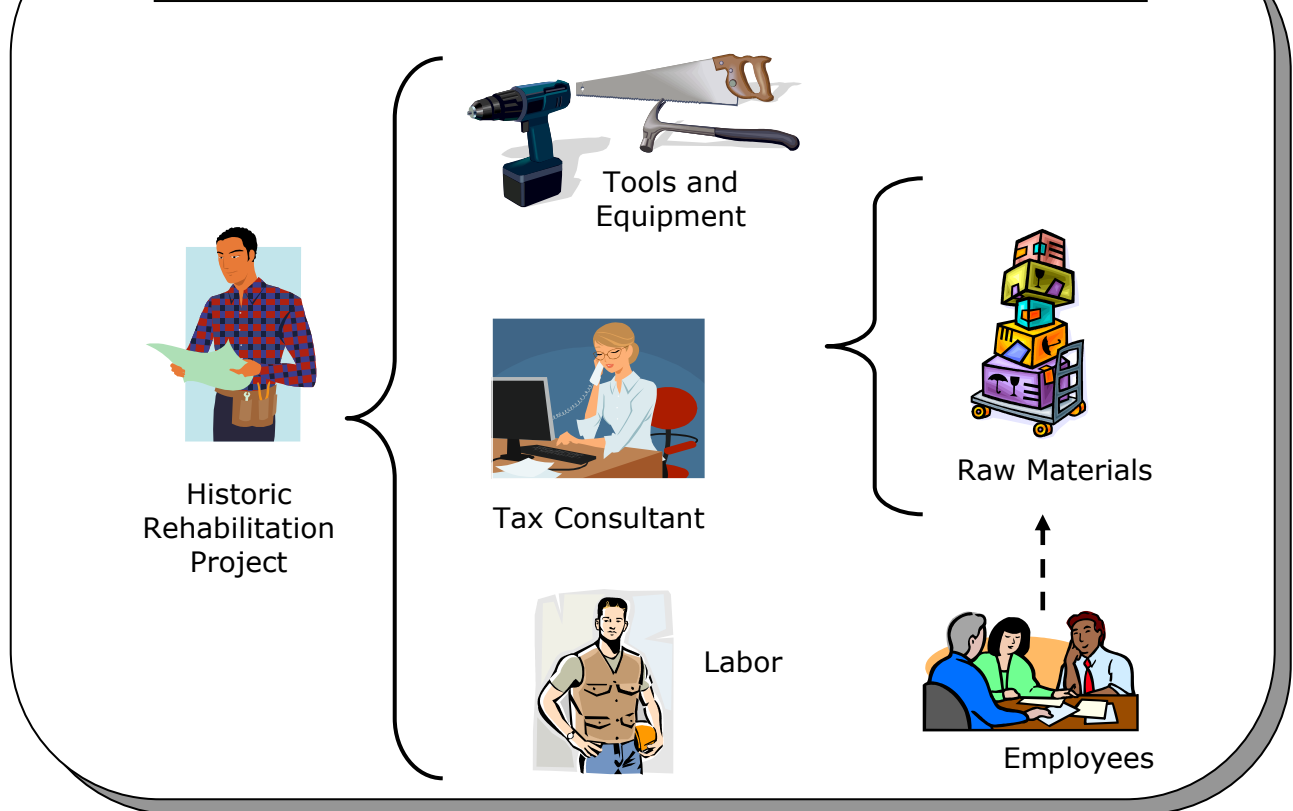 Tools and
Equipment
Historic
Rehabilitation
Project
Tax Consultant
Labor
Raw Materials
Employees